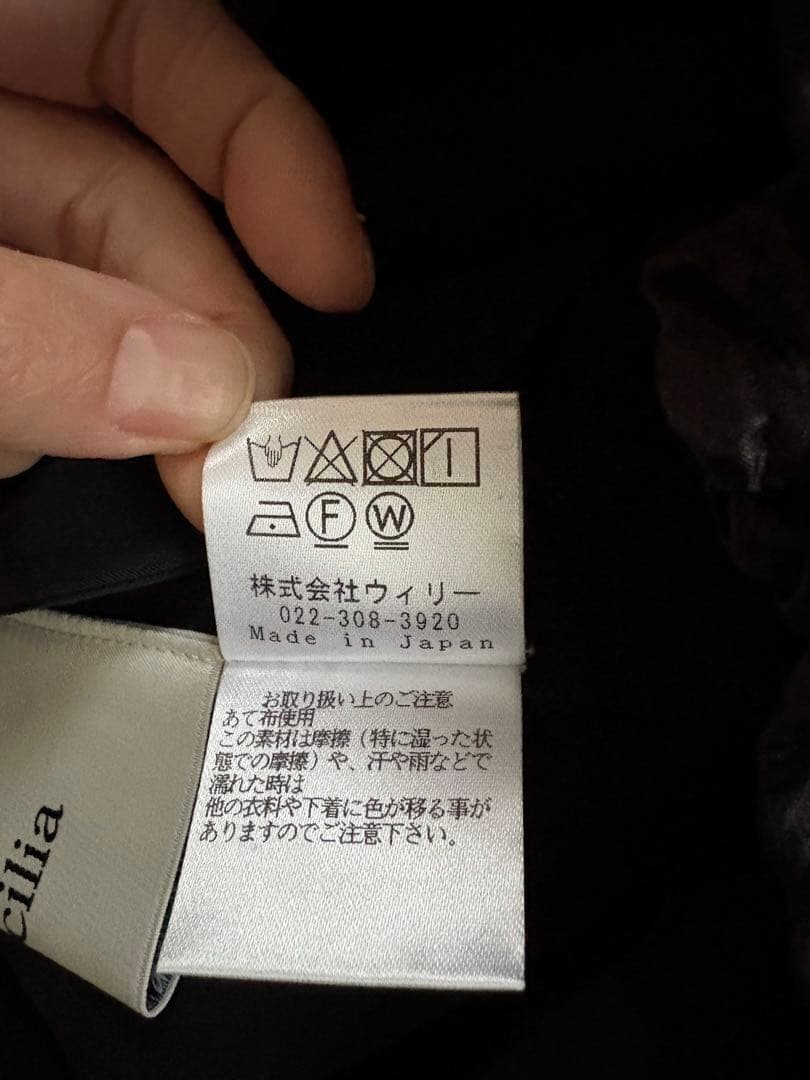 F W
株式会社ウィリー
022-308-3920
Made in Japan
お取り扱い上のご注意
あて布使用
この素材は摩擦（特に湿った状
態での摩擦）や、汗や雨などで
濡れた時は
他の衣料や下着に色が移る事が
ありますのでご注意下さい。
cilia